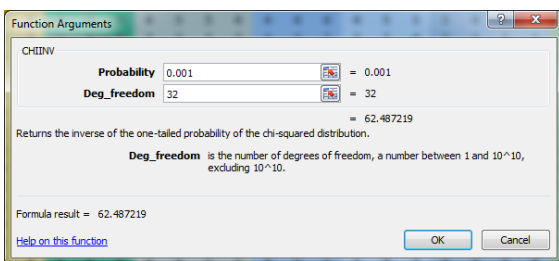 Function Arguments
CHIINV
Probability 0.001 = 0.001
Deg_freedom 32 = 32
= 62.487219
Returns the inverse of the one-tailed probability of the chi-squared distribution.
Deg_freedom is the number of degrees of freedom, a number between 1 and 10^10,
excluding 10^10.
Formula result = 62.487219
Help on this function OK Cancel